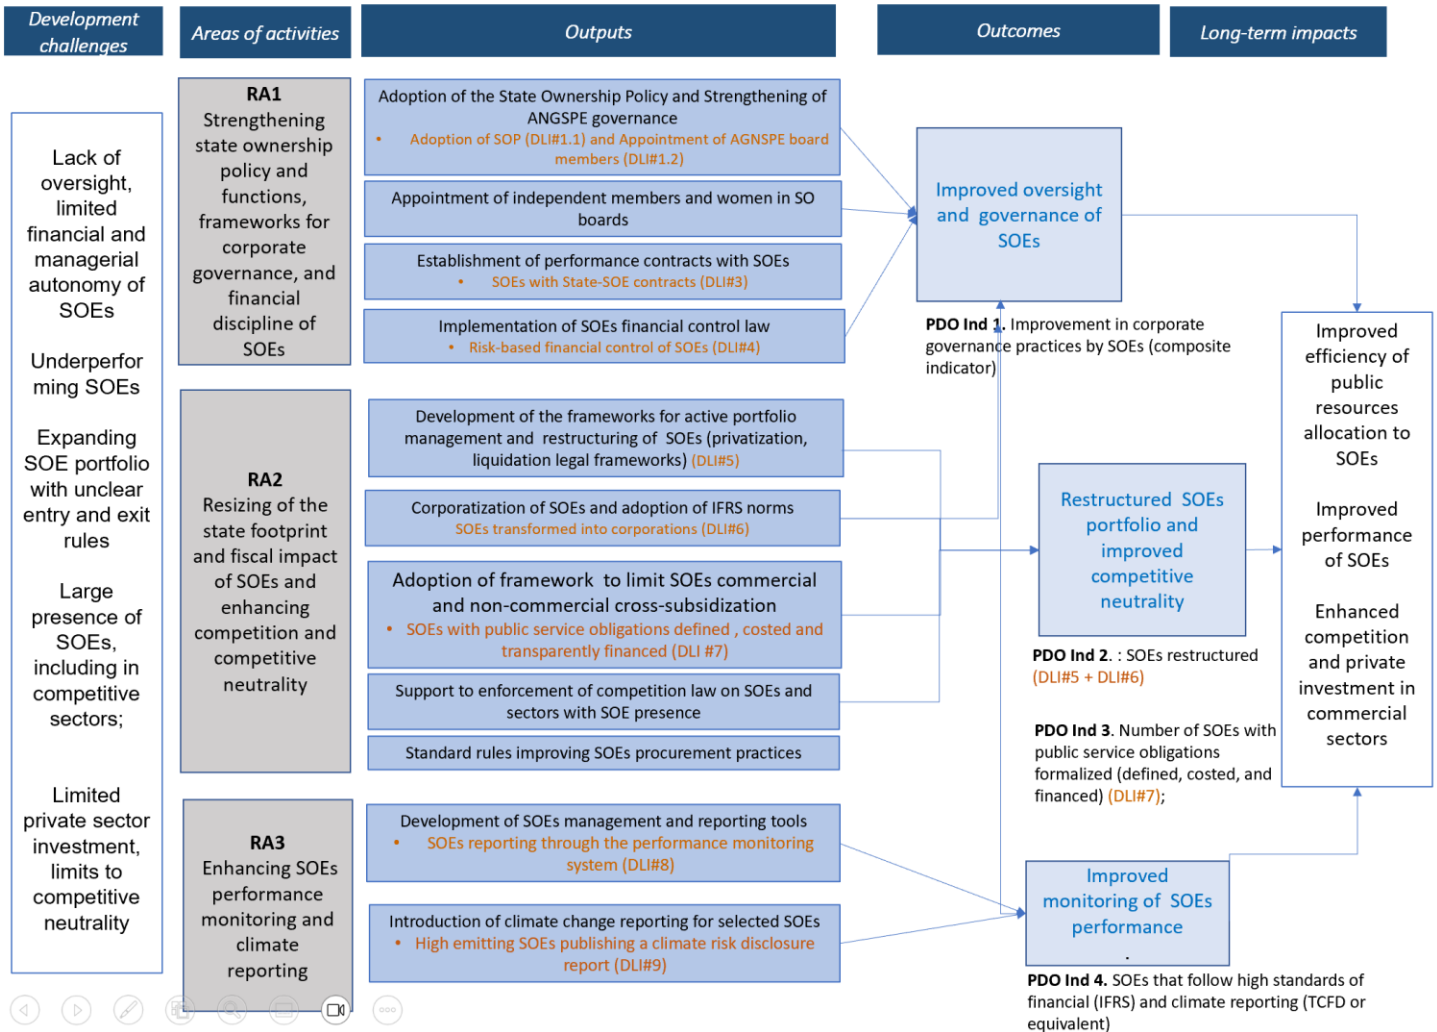 Development
challenges
Areas of activities
Outputs
Outcomes
Long-term impacts
Lack of
oversight,
limited
financial and
managerial
autonomy of
SOEs
Underperfor
ming SOEs
Expanding
SOE portfolio
with unclear
entry and exit
rules
Large
presence of
SOEs,
including in
competitive
sectors;
Limited
private sector
investment,
limits to
competitive
neutrality
RA1
Strengthening
state ownership
policy and
functions,
frameworks for
corporate
governance, and
financial
discipline of
SOEs
RA2
Resizing of the
state footprint
and fiscal impact
of SOEs and
enhancing
competition and
competitive
neutrality
RA3
Enhancing SOEs
performance
monitoring and
climate
reporting
Adoption of the State Ownership Policy and Strengthening of
ANGSPE governance
• Adoption of SOP (DLI#1.1) and Appointment of AGNSPE board
members (DLI#1.2)
Appointment of independent members and women in SO
boards
Establishment of performance contracts with SOEs
• SOEs with State-SOE contracts (DLI#3)
Implementation of SOEs financial control law
• Risk-based financial control of SOEs (DLI#4)
Development of the frameworks for active portfolio
management and restructuring of SOEs (privatization,
liquidation legal frameworks) (DLI#5)
Corporatization of SOEs and adoption of IFRS norms
SOEs transformed into corporations (DLI#6)
Adoption of framework to limit SOEs commercial
and non-commercial cross-subsidization
• SOEs with public service obligations defined , costed and
transparently financed (DLI #7)
Support to enforcement of competition law on SOEs and
sectors with SOE presence
Standard rules improving SOEs procurement practices
Development of SOEs management and reporting tools
• SOEs reporting through the performance monitoring
system (DLI#8)
Introduction of climate change reporting for selected SOEs
• High emitting SOEs publishing a climate risk disclosure
report (DLI#9)
Improved oversight
and governance of
SOEs
PDO Ind 1. Improvement in corporate
governance practices by SOEs (composite
indicator)
Restructured SOEs
portfolio and
improved
competitive
neutrality
PDO Ind 2. : SOEs restructured
(DLI#5 + DLI#6)
PDO Ind 3. Number of SOEs with
public service obligations
formalized (defined, costed, and
financed) (DLI#7);
Improved
monitoring of SOEs
performance
.
PDO Ind 4. SOEs that follow high standards of
financial (IFRS) and climate reporting (TCFD or
equivalent)
Improved
efficiency of
public
resources
allocation to
SOEs
Improved
performance
of SOEs
Enhanced
competition
and private
investment in
commercial
sectors